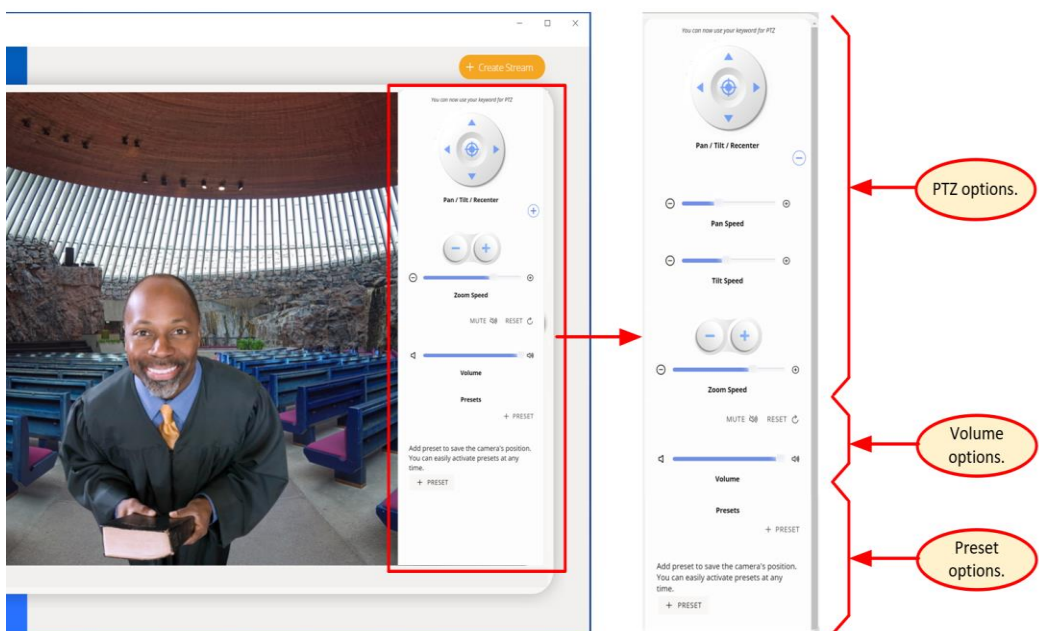 + Create Stream
You can now use your keyword for PTZ
Pan / Tilt / Recenter
Zoom Speed
MUTE RESET
Volume
Presets
+ PRESET
Add preset to save the camera's position.
You can easily activate presets at any
time.
+ PRESET
You can now use your keyword for PTZ
Pan / Tilt / Recenter
Pan Speed
Tilt Speed
Zoom Speed
MUTE RESET
Volume
Presets
+ PRESET
Add preset to save the camera's position.
You can easily activate presets at any
time.
+ PRESET
PTZ options.
Volume
options.
Preset
options.